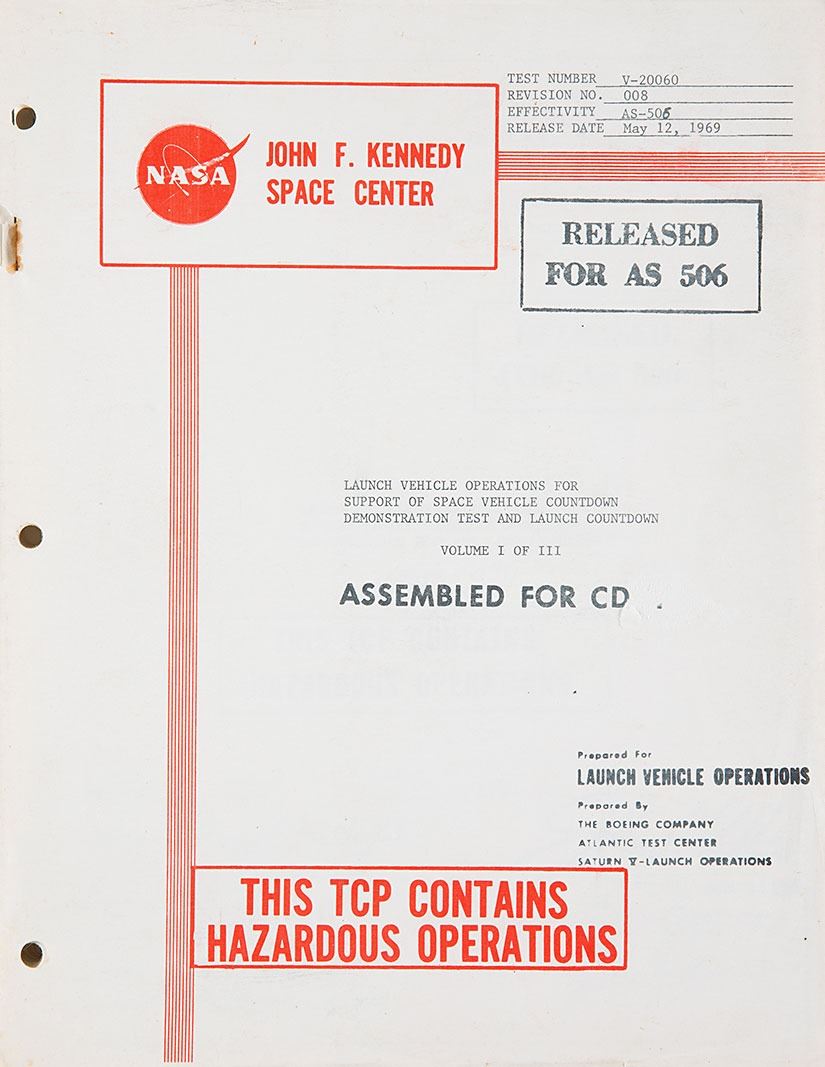 TEST NUMBER V-20060
REVISION NO. 008
EFFECTIVITY AS-506
RELEASE DATE May 12, 1969
NASA
JOHN F. KENNEDY
SPACE CENTER
RELEASED
FOR AS 506
LAUNCH VEHICLE OPERATIONS FOR
SUPPORT OF SPACE VEHICLE COUNTDOWN
DEMONSTRATION TEST AND LAUNCH COUNTDOWN
VOLUME I OF III
ASSEMBLED FOR CD
Prepared For
LAUNCH VEHICLE OPERATIONS
Prepared By
THE BOEING COMPANY
ATLANTIC TEST CENTER
SATURN V-LAUNCH OPERATIONS
THIS TCP CONTAINS
HAZARDOUS OPERATIONS